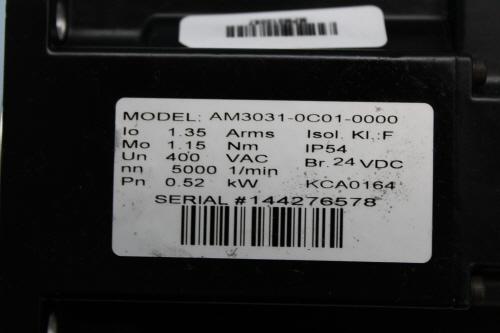 MODEL: AM3031-0C01-0000
Io 1.35 Arms Isol. Kl.:F
Mo 1.15 Nm IP54
Un 400 VAC Br. 24 VDC
nn 5000 1/min
Pn 0.52 kW KCA0164
SERIAL #144276578